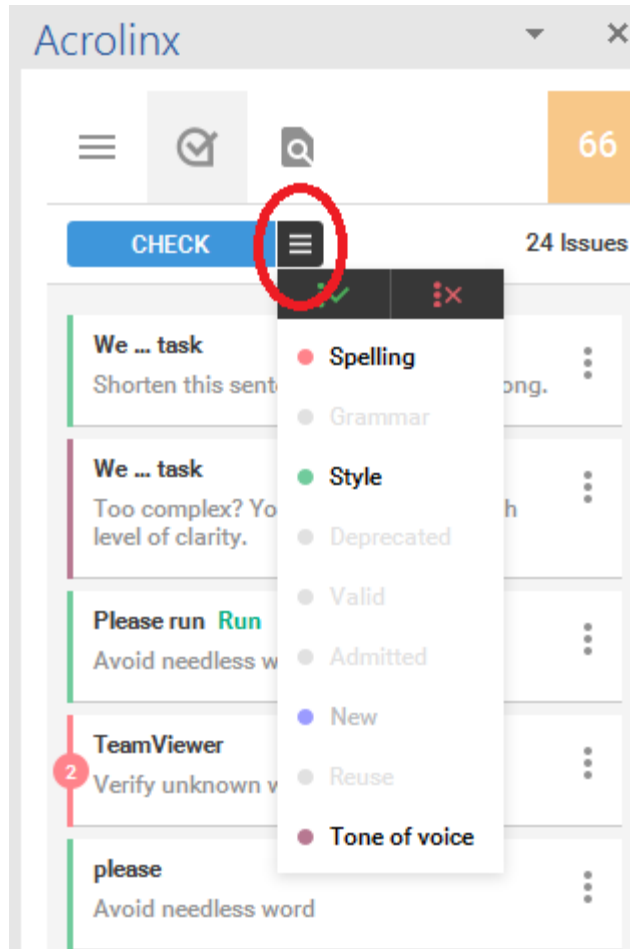 Acrolinx
66
CHECK
24 Issues
We ... task
Shorten this sent
ong.
Spelling
Grammar
We ... task
Too complex? Yo
h
level of clarity.
Style
Deprecated
Valid
Please run Run
Avoid needless w
Admitted
New
TeamViewer
2
Verify unknown w
Reuse
Tone of voice
please
Avoid needless word